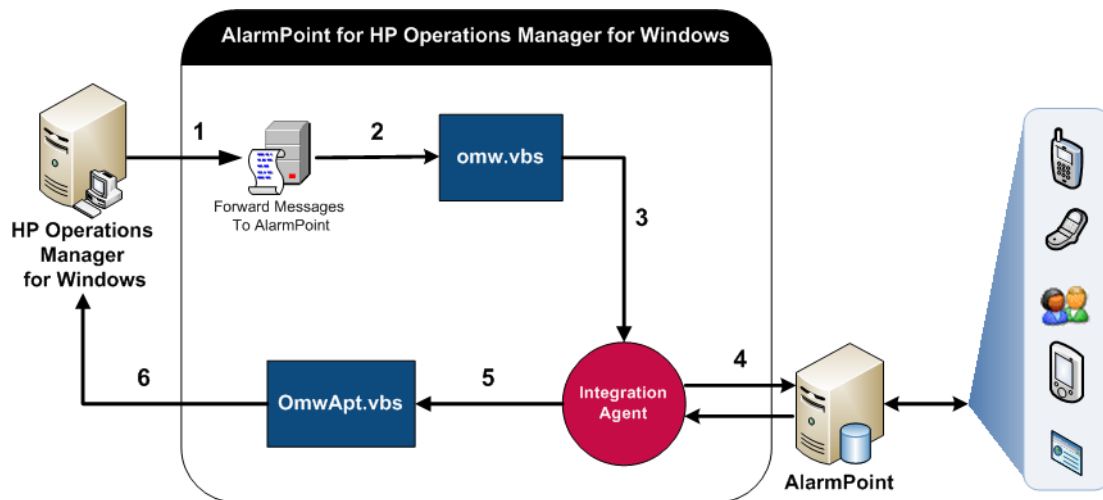 AlarmPoint for HP Operations Manager for Windows
1
2
omw.vbs
Forward Messages
To AlarmPoint
HP Operations
Manager
for Windows
3
4
Integration
Agent
5
OmwApt.vbs
6
AlarmPoint